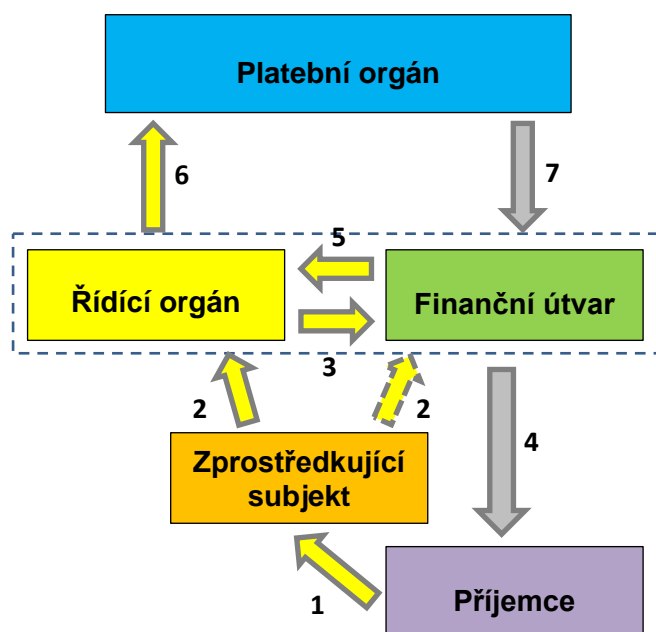 Platební orgán
6
7
5
Řídící orgán
Finanční útvar
3
2
2
4
Zprostředkující
subjekt
1
Příjemce